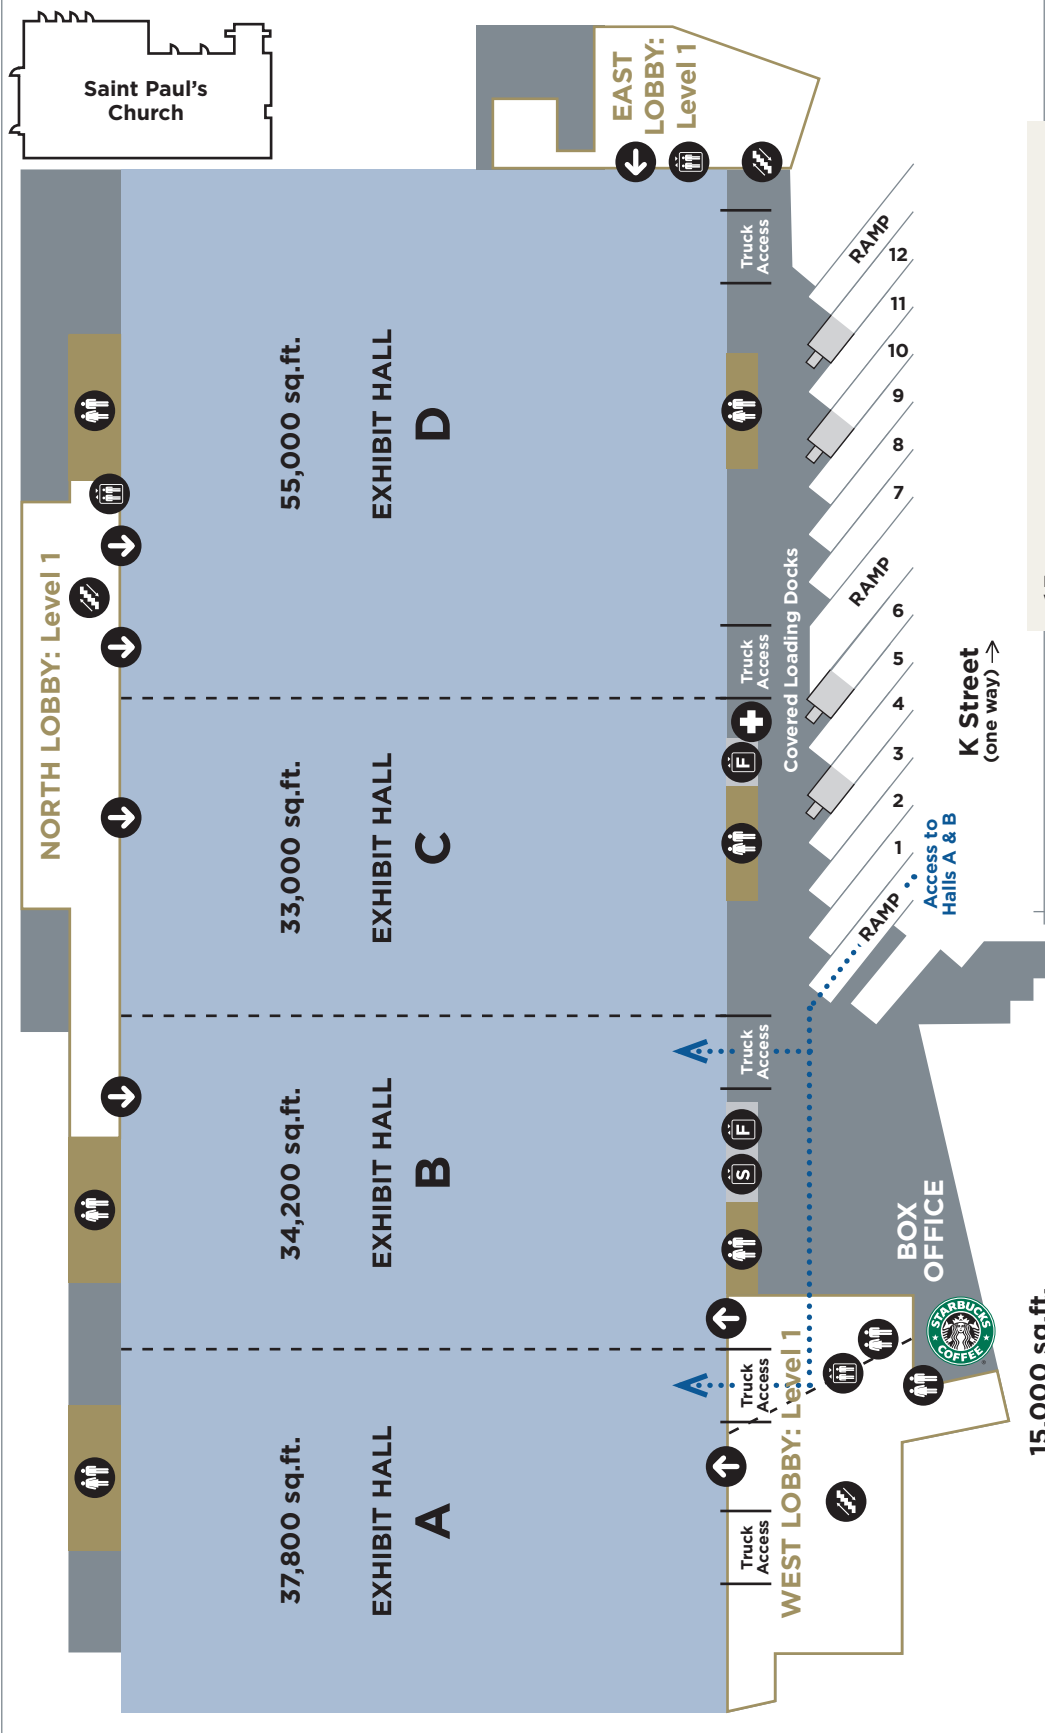 Saint Paul's
Church
EAST
LOBBY:
Level 1
NORTH LOBBY: Level 1
55,000 sq.ft.
EXHIBIT HALL
D
33,000 sq.ft.
EXHIBIT HALL
C
34,200 sq.ft.
EXHIBIT HALL
B
37,800 sq.ft.
EXHIBIT HALL
A
Truck
Access
Truck
Access
Truck
Access
Truck
Access
Truck
Access
F
F
S
Covered Loading Docks
RAMP
12
11
10
9
8
7
RAMP
6
5
4
3
2
1
RAMP
K Street
(one way)
Access to
Halls A & B
BOX
OFFICE
STARBUCKS
COFFEE
WEST LOBBY: Level 1
15,000 sq.ft.